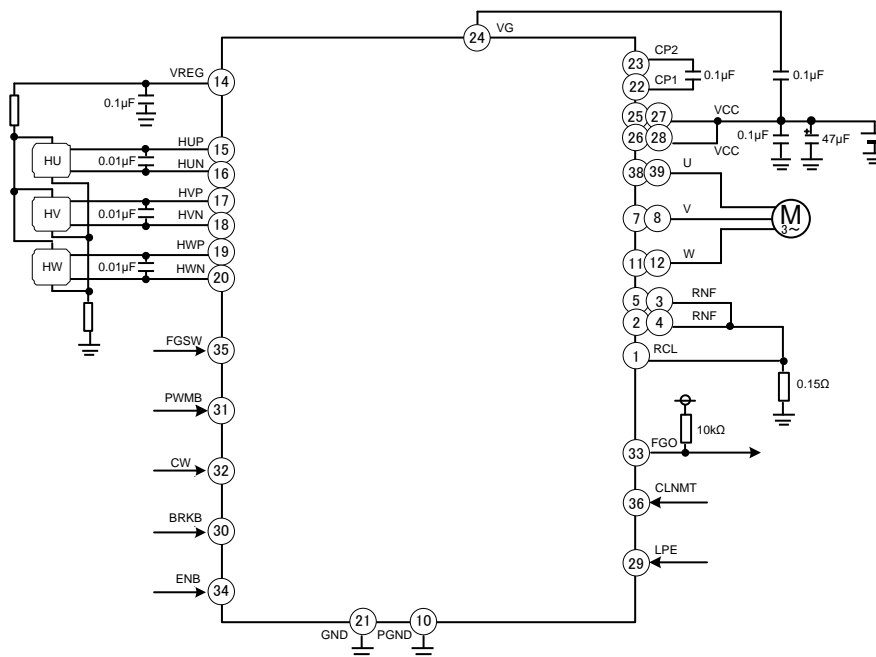 24 VG
VREG 14
0.1µF
HU
HUP 15
0.01µF
HUN 16
HV
HVP 17
0.01µF
HVN 18
HW
HWP 19
0.01µF
HWN 20
FGSW 35
PWMB 31
CW 32
BRKB 30
ENB 34
21 GND
10 PGND
23 CP2
22 CP1
0.1µF
0.1µF
25 27 VCC
26 28 VCC
0.1µF
+ 47µF
38 39 U
7 8 V
11 12 W
M
3~
5 3 RNF
2 4 RNF
1 RCL
0.15Ω
10kΩ
33 FGO
36 CLNMT
29 LPE